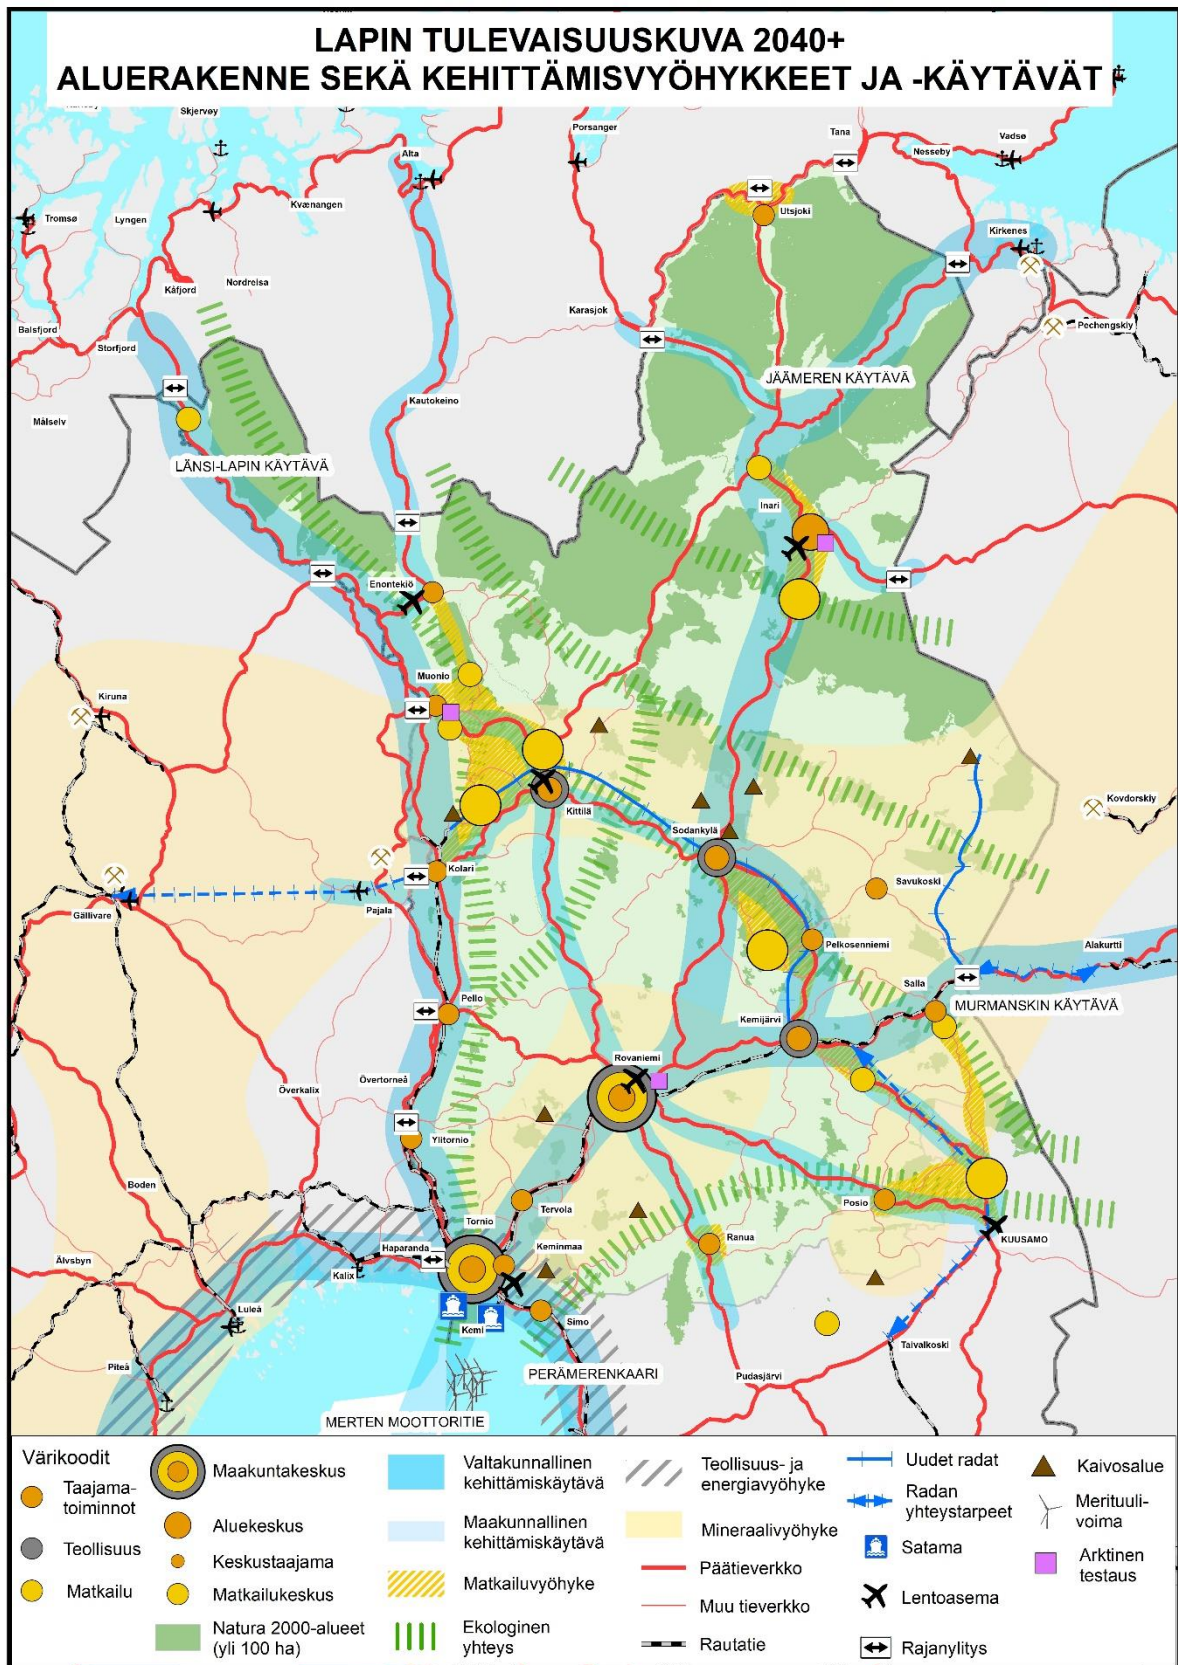 LAPIN TULEVAISUUSKUVA 2040+
ALUERAKENNE SEKÄ KEHITTÄMISVYÖHYKKEET JA -KÄYTÄVÄT
Skjervøy
Porsanger
Tana
Vadsø
Nesseby
Alta
Kvænangen
Tromsø
Lyngen
Utsjoki
Kirkenes
Nordreisa
Kåfjord
Karasjok
Balsfjord
Storfjord
Pechengskiy
JÄÄMEREN KÄYTÄVÄ
Kautokeino
Målselv
LÄNSI-LAPIN KÄYTÄVÄ
Inari
Enontekiö
Muonio
Kiruna
Kittilä
Kovdorskiy
Sodankylä
Kolari
Savukoski
Gällivare
Pajala
Pelkosenniemi
Alakurtti
Salla
Pello
MURMANSKIN KÄYTÄVÄ
Kemijärvi
Rovaniemi
Övertorneå
Överkalix
Ylitornio
Boden
Tervola
Posio
Tornio
Ranua
KUUSAMO
Haparanda
Keminmaa
Älvsbyn
Kalix
Luleå
Simo
Kemi
Taivalkoski
Piteå
PERÄMERENKAARI
Pudasjärvi
MERTEN MOOTTORITIE
Värikoodit
Taajama-
toiminnot
Teollisuus
Matkailu
Maakuntakeskus
Aluekeskus
Keskustaajama
Matkailukeskus
Natura 2000-alueet
(yli 100 ha)
Valtakunnallinen
kehittämiskäytävä
Maakunnallinen
kehittämiskäytävä
Matkailuvyöhyke
Ekologinen
yhteys
Teollisuus- ja
energiavyöhyke
Mineraalivyöhyke
Päätieverkko
Muu tieverkko
Rautatie
Uudet radat
Radan
yhteystarpeet
Satama
Lentoasema
Rajanylitys
Kaivosalue
Merituuli-
voima
Arktinen
testaus